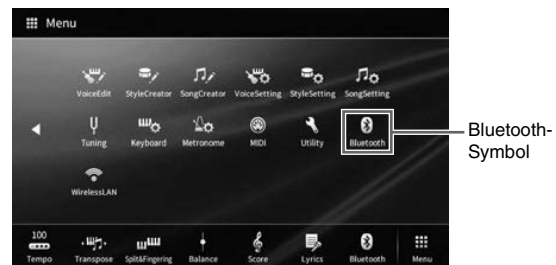 Menu
VoiceEdit StyleCreator SongCreator VoiceSetting StyleSetting SongSetting
Tuning Keyboard Metronome MIDI Utility Bluetooth
Bluetooth-
Symbol
WirelessLAN
100
Tempo Transpose Split&Fingering Balance Score Lyrics Bluetooth Menu